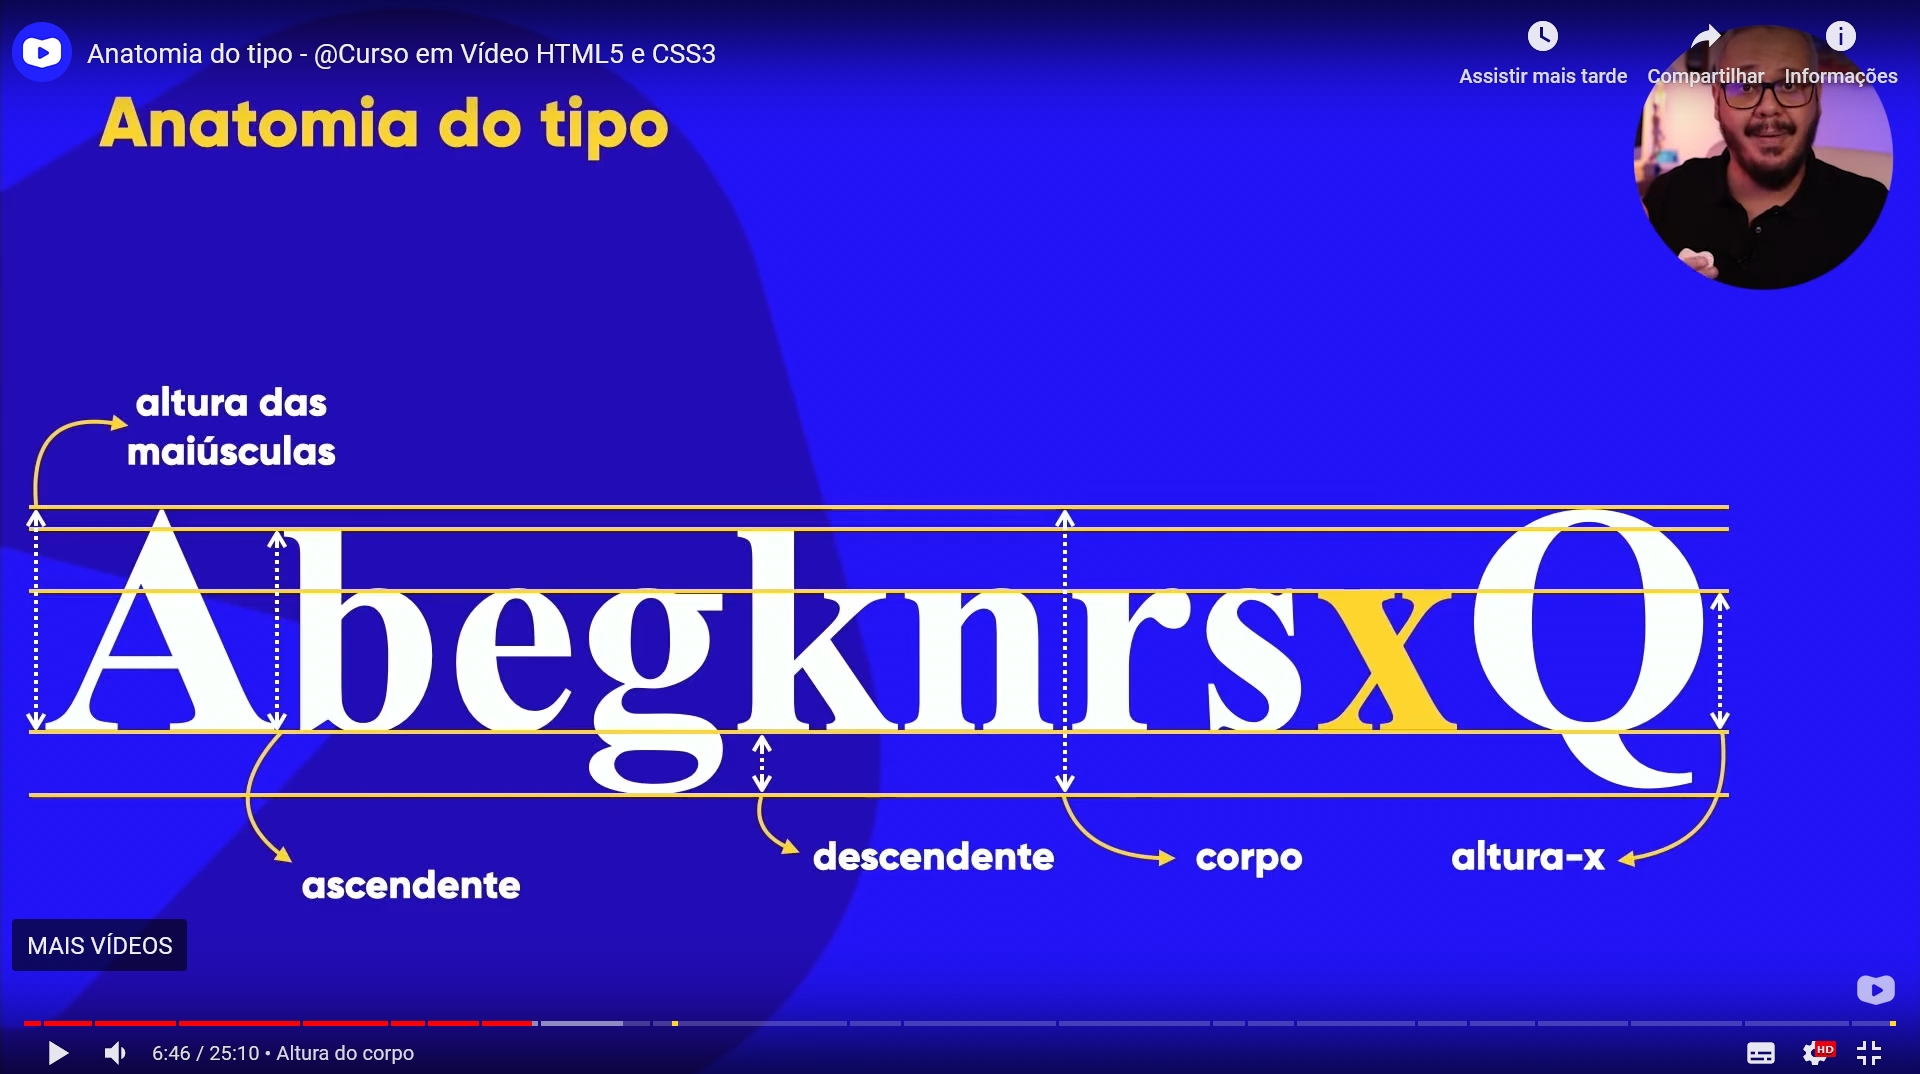 Anatomia do tipo - @Curso em Vídeo HTML5 e CSS3
Assistir mais tarde
Compartilhar
Informações
Anatomia do tipo
altura das
maiúsculas
AbegknrsxQ
ascendente
descendente
corpo
altura-x
MAIS VÍDEOS
6:46 / 25:10 • Altura do corpo
HD